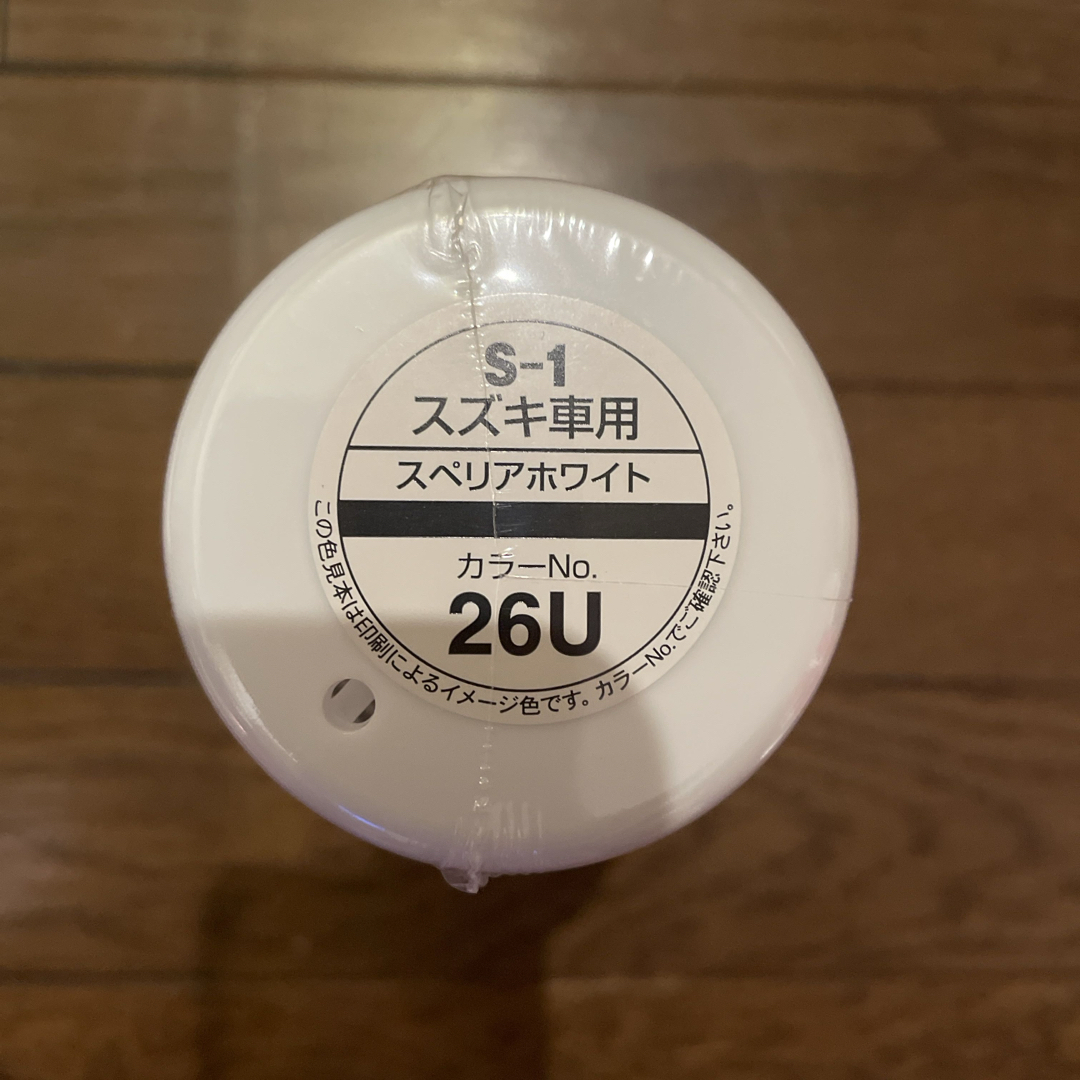 S-1
スズキ車用
スペリアホワイト
カラーNo.
26U
この色見本は印刷によるイメージ色です。カラーNo.でご確認下さい。